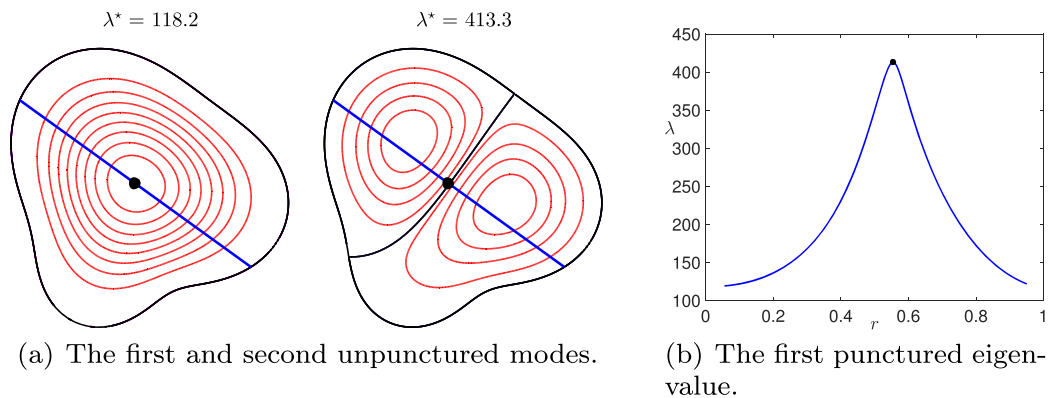 λ* = 118.2
λ* = 413.3
450
400
350
λ
300
250
200
150
100
0 0.2 0.4 0.6 0.8 1
r
(a) The first and second unpunctured modes.
(b) The first punctured eigen-
value.